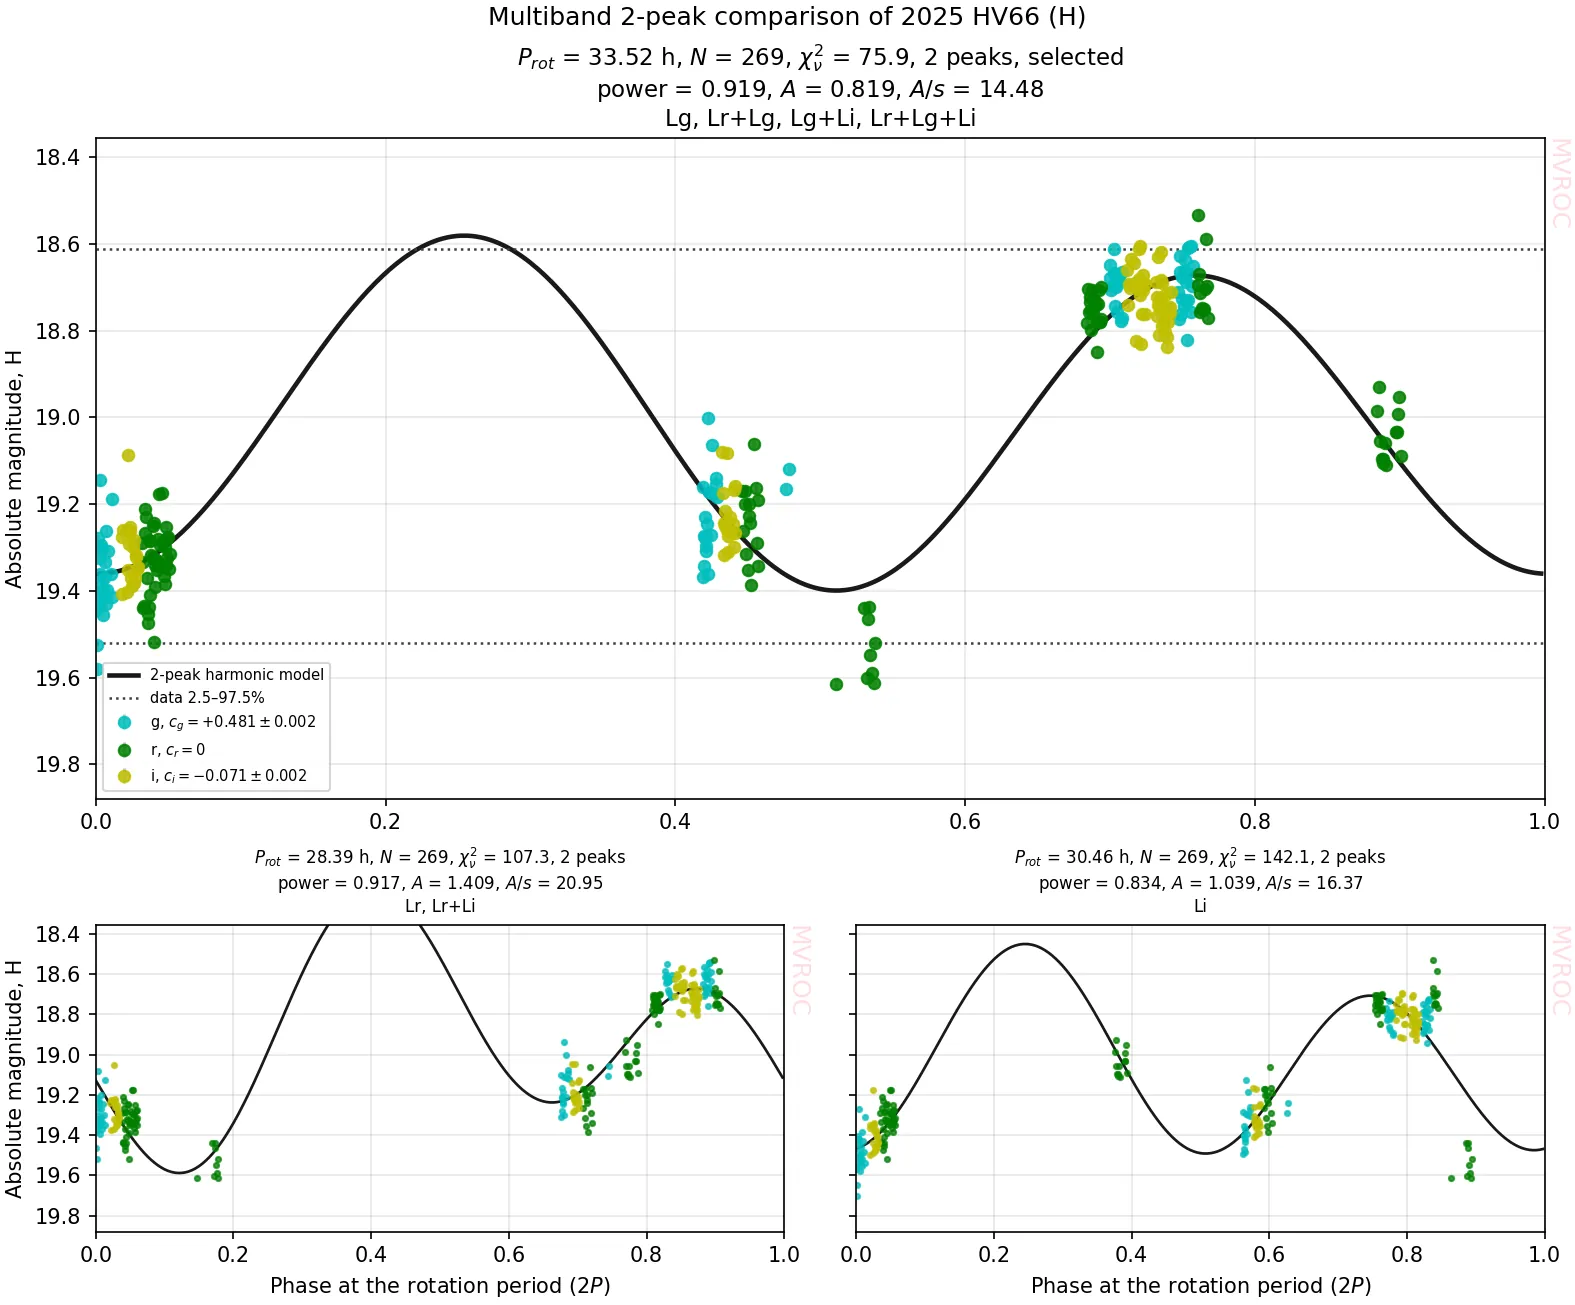 Multiband 2-peak comparison of 2025 HV66 (H)
P_rot = 33.52 h, N = 269, χ²_ν = 75.9, 2 peaks, selected
power = 0.919, A = 0.819, A/s = 14.48
Lg, Lr+Lg, Lg+Li, Lr+Lg+Li
18.4
18.6
18.8
19.0
19.2
19.4
19.6
19.8
Absolute magnitude, H
MVROC
2-peak harmonic model
data 2.5–97.5%
g, c_g = +0.481 ± 0.002
r, c_r = 0
i, c_i = −0.071 ± 0.002
0.0 0.2 0.4 0.6 0.8 1.0
P_rot = 28.39 h, N = 269, χ²_ν = 107.3, 2 peaks
power = 0.917, A = 1.409, A/s = 20.95
Lr, Lr+Li
18.4
18.6
18.8
19.0
19.2
19.4
19.6
19.8
Absolute magnitude, H
MVROC
0.0 0.2 0.4 0.6 0.8 1.0
Phase at the rotation period (2P)
P_rot = 30.46 h, N = 269, χ²_ν = 142.1, 2 peaks
power = 0.834, A = 1.039, A/s = 16.37
Li
MVROC
0.0 0.2 0.4 0.6 0.8 1.0
Phase at the rotation period (2P)